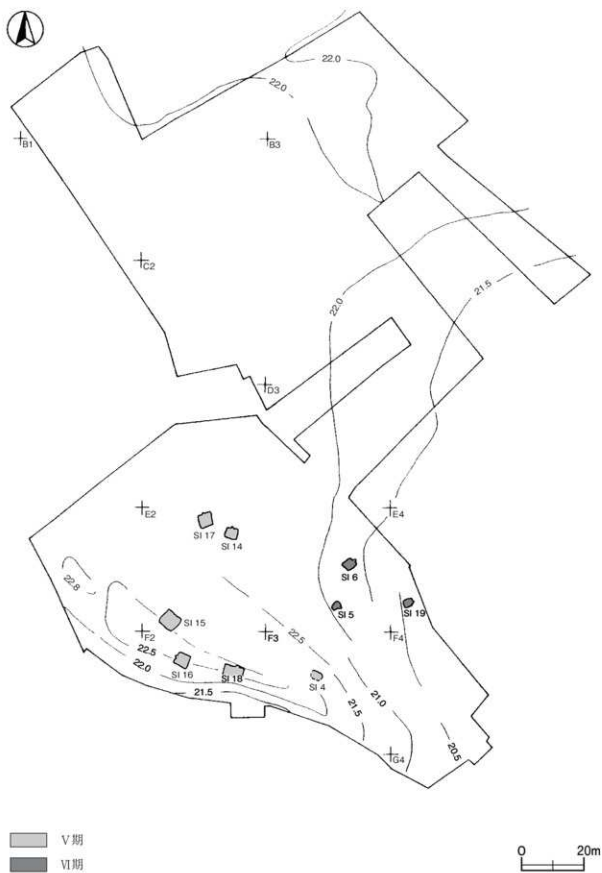 22.0
22.0
B1
B3
C2
21.5
22.0
D3
E2
E4
SI 17
SI 14
SI 6
22.8
SI 5
SI 19
SI 15
F2
F3
22.5
F4
22.5
22.0
SI 16
SI 18
SI 4
21.5
21.0
21.5
20.5
G4
Ⅴ期
Ⅵ期
0
20m